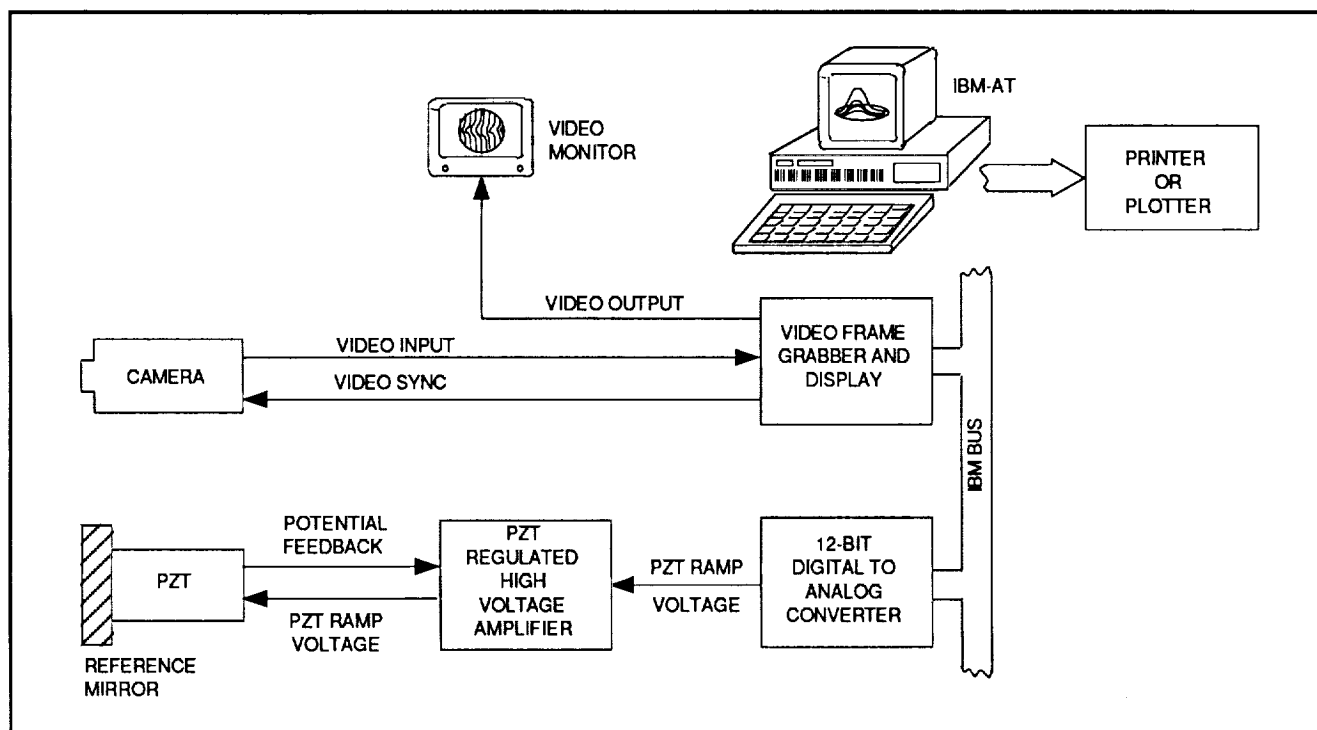 IBM-AT
VIDEO
MONITOR
PRINTER
OR
PLOTTER
VIDEO OUTPUT
VIDEO INPUT
VIDEO SYNC
CAMERA
VIDEO FRAME
GRABBER AND
DISPLAY
IBM BUS
POTENTIAL
FEEDBACK
PZT
PZT RAMP
VOLTAGE
PZT
REGULATED
HIGH
VOLTAGE
AMPLIFIER
PZT RAMP
VOLTAGE
12-BIT
DIGITAL TO
ANALOG
CONVERTER
REFERENCE
MIRROR